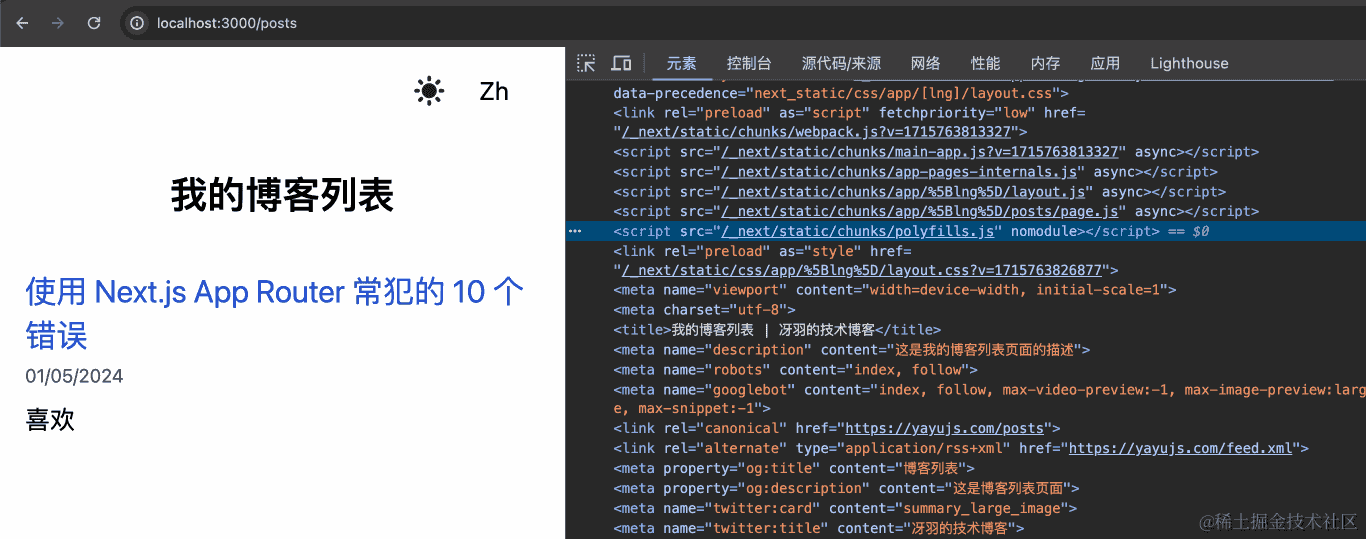 localhost:3000/posts
Zh
我的博客列表
使用 Next.js App Router 常犯的 10 个
错误
01/05/2024
喜欢
元素 控制台 源代码/来源 网络 性能 内存 应用 Lighthouse
data-precedence="next_static/css/app/[lng]/layout.css">
<link rel="preload" as="script" fetchpriority="low" href=
"/_next/static/chunks/webpack.js?v=1715763813327">
<script src="/_next/static/chunks/main-app.js?v=1715763813327" async></script>
<script src="/_next/static/chunks/app-pages-internals.js" async></script>
<script src="/_next/static/chunks/app/%5Blng%5D/layout.js" async></script>
<script src="/_next/static/chunks/app/%5Blng%5D/posts/page.js" async></script>
<script src="/_next/static/chunks/polyfills.js" nomodule></script> == $0
<link rel="preload" as="style" href=
"/_next/static/css/app/%5Blng%5D/layout.css?v=1715763826877">
<meta name="viewport" content="width=device-width, initial-scale=1">
<meta charset="utf-8">
<title>我的博客列表 | 冴羽的技术博客</title>
<meta name="description" content="这是我的博客列表页面的描述">
<meta name="robots" content="index, follow">
<meta name="googlebot" content="index, follow, max-video-preview:-1, max-image-preview:larg
e, max-snippet:-1">
<link rel="canonical" href="https://yayujs.com/posts">
<link rel="alternate" type="application/rss+xml" href="https://yayujs.com/feed.xml">
<meta property="og:title" content="博客列表">
<meta property="og:description" content="这是博客列表页面">
<meta name="twitter:card" content="summary_large_image">
<meta name="twitter:title" content="冴羽的技术博客">
@稀土掘金技术社区